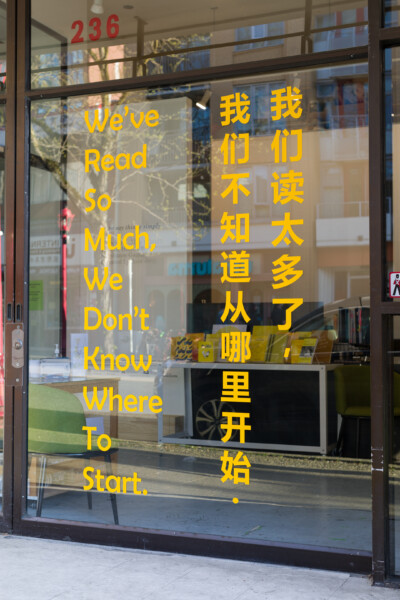 236
We've
Read
So
Much,
We
Don't
Know
Where
To
Start.
我们读太多了，
我们不知道从哪里开始.